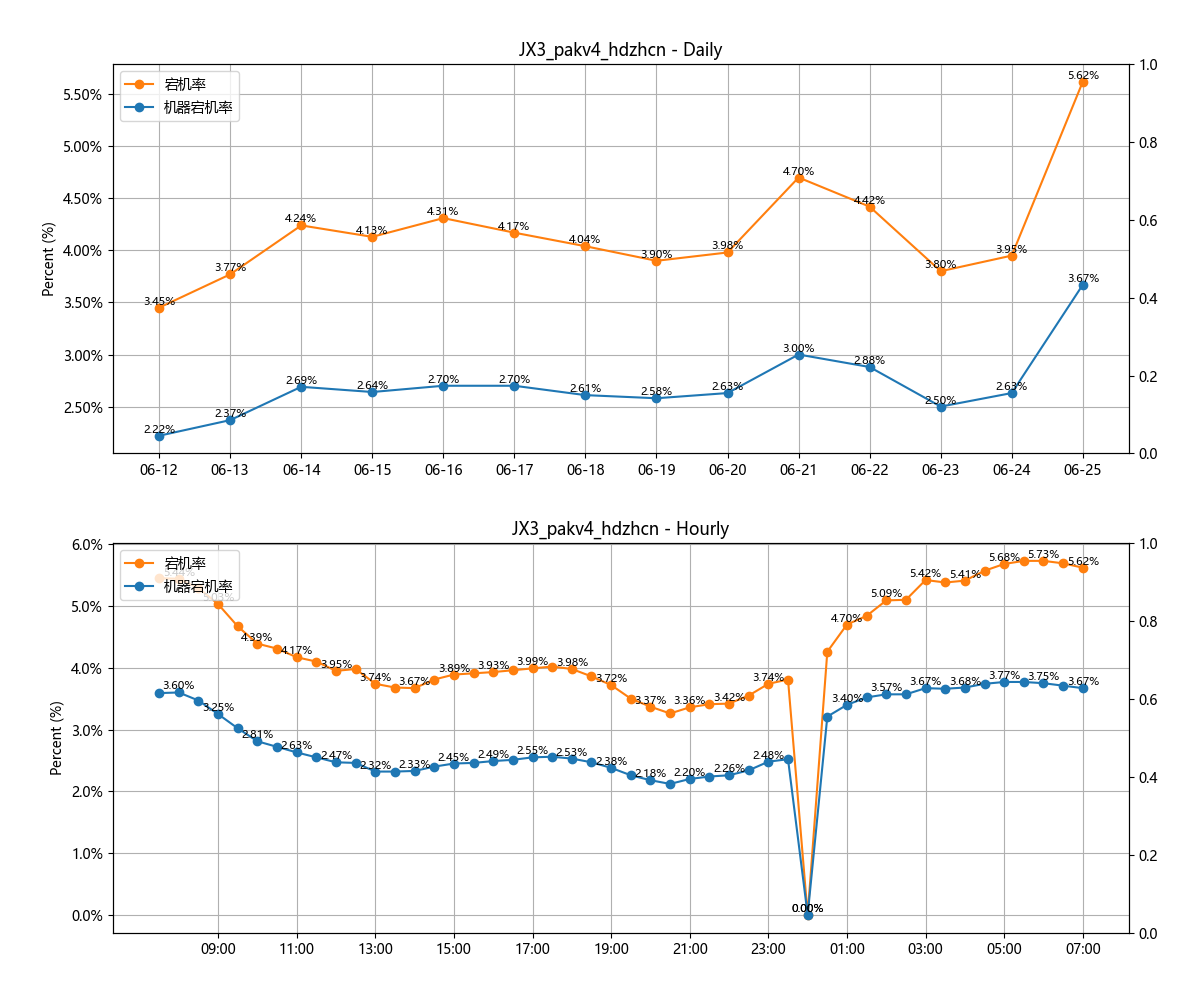 JX3_pakv4_hdzhcn - Daily
宕机率
机器宕机率
Percent (%)
5.50%
5.00%
4.50%
4.00%
3.50%
3.00%
2.50%
1.0
0.8
0.6
0.4
0.2
0.0
3.45% 3.77% 4.24% 4.13% 4.31% 4.17% 4.04% 3.90% 3.98% 4.70% 4.42% 3.80% 3.95% 5.62%
2.22% 2.37% 2.69% 2.64% 2.70% 2.70% 2.61% 2.58% 2.63% 3.00% 2.88% 2.50% 2.63% 3.67%
06-12 06-13 06-14 06-15 06-16 06-17 06-18 06-19 06-20 06-21 06-22 06-23 06-24 06-25
JX3_pakv4_hdzhcn - Hourly
宕机率
机器宕机率
Percent (%)
6.0%
5.0%
4.0%
3.0%
2.0%
1.0%
0.0%
1.0
0.8
0.6
0.4
0.2
0.0
5.03% 4.39% 4.17% 3.95% 3.74% 3.67% 3.89% 3.93% 3.99% 3.98% 3.72% 3.37% 3.36% 3.42% 3.74% 0.00% 4.70% 5.09% 5.42% 5.41% 5.68% 5.73% 5.62%
3.60% 3.25% 2.81% 2.63% 2.47% 2.32% 2.33% 2.45% 2.49% 2.55% 2.53% 2.38% 2.18% 2.20% 2.26% 2.48% 0.00% 3.40% 3.57% 3.67% 3.68% 3.77% 3.75% 3.67%
09:00 11:00 13:00 15:00 17:00 19:00 21:00 23:00 01:00 03:00 05:00 07:00